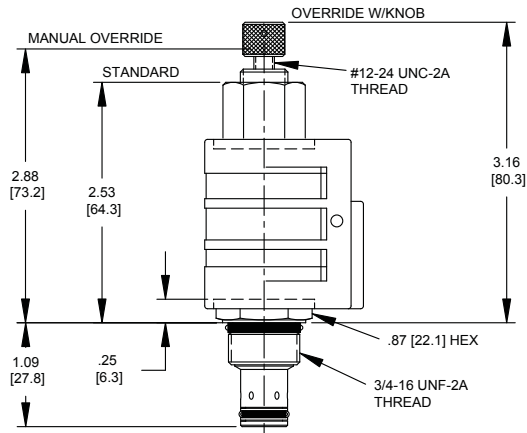 OVERRIDE W/KNOB
MANUAL OVERRIDE
STANDARD
#12-24 UNC-2A
THREAD
2.88
[73.2]
2.53
[64.3]
3.16
[80.3]
.87 [22.1] HEX
1.09
[27.8]
.25
[6.3]
3/4-16 UNF-2A
THREAD